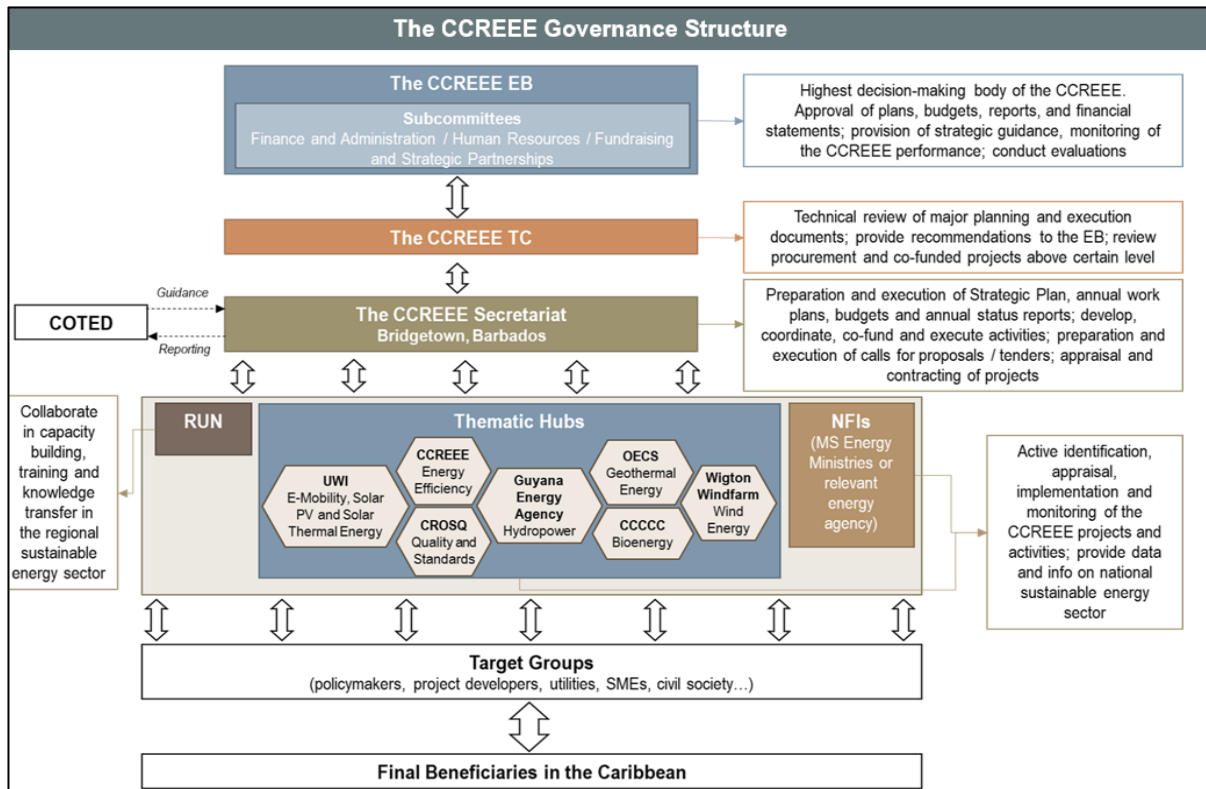 The CCREEE Governance Structure
The CCREEE EB
Subcommittees
Finance and Administration / Human Resources / Fundraising
and Strategic Partnerships
Highest decision-making body of the CCREEE.
Approval of plans, budgets, reports, and financial
statements; provision of strategic guidance, monitoring of
the CCREEE performance; conduct evaluations
The CCREEE TC
Technical review of major planning and execution
documents; provide recommendations to the EB; review
procurement and co-funded projects above certain level
COTED
Guidance
Reporting
The CCREEE Secretariat
Bridgetown, Barbados
Preparation and execution of Strategic Plan, annual work
plans, budgets and annual status reports; develop,
coordinate, co-fund and execute activities; preparation and
execution of calls for proposals / tenders; appraisal and
contracting of projects
Collaborate
in capacity
building,
training and
knowledge
transfer in
the regional
sustainable
energy sector
RUN
Thematic Hubs
UWI
E-Mobility, Solar
PV and Solar
Thermal Energy
CCREEE
Energy
Efficiency
CROSQ
Quality and
Standards
Guyana
Energy
Agency
Hydropower
OECS
Geothermal
Energy
CCCCC
Bioenergy
Wigton
Windfarm
Wind
Energy
NFIs
(MS Energy
Ministries or
relevant
energy
agency)
Active identification,
appraisal,
implementation and
monitoring of the
CCREEE projects and
activities; provide data
and info on national
sustainable energy
sector
Target Groups
(policymakers, project developers, utilities, SMEs, civil society…)
Final Beneficiaries in the Caribbean